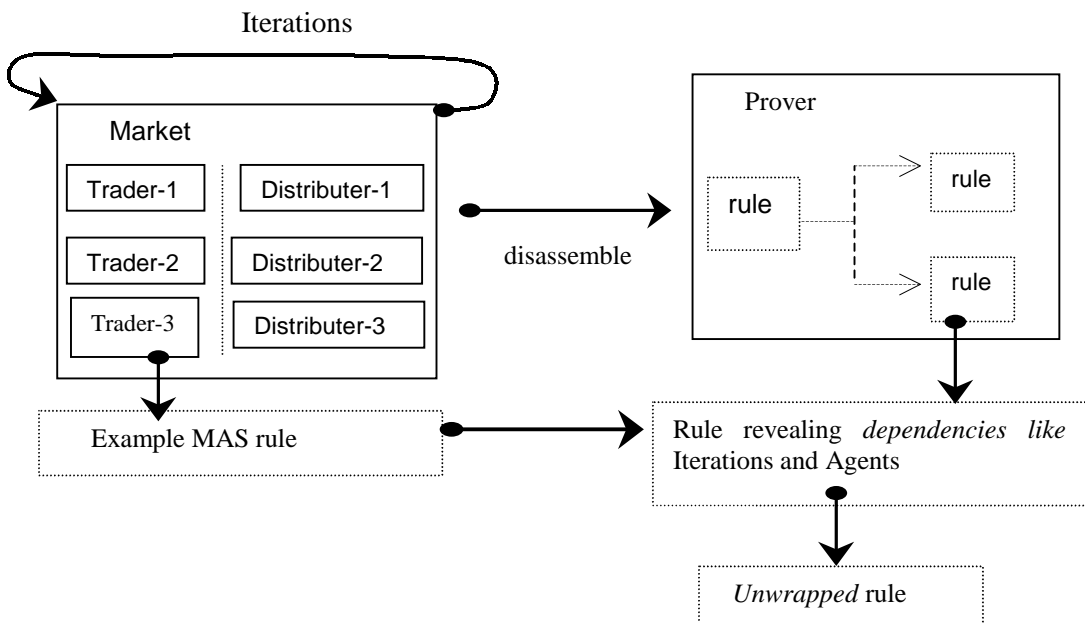 Iterations
Market
Trader-1
Distributer-1
Trader-2
Distributer-2
Trader-3
Distributer-3
disassemble
Prover
rule
rule
rule
Example MAS rule
Rule revealing dependencies like
Iterations and Agents
Unwrapped rule